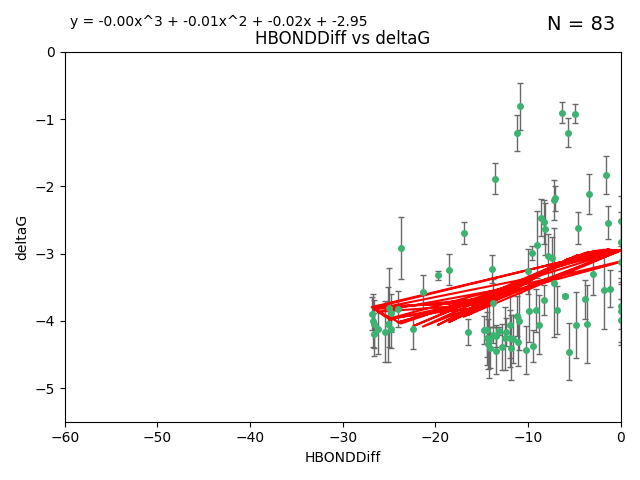 y = -0.00x^3 + -0.01x^2 + -0.02x + -2.95
N = 83
HBONDDiff vs deltaG
0
−1
−2
−3
−4
−5
deltaG
−60 −50 −40 −30 −20 −10 0
HBONDDiff